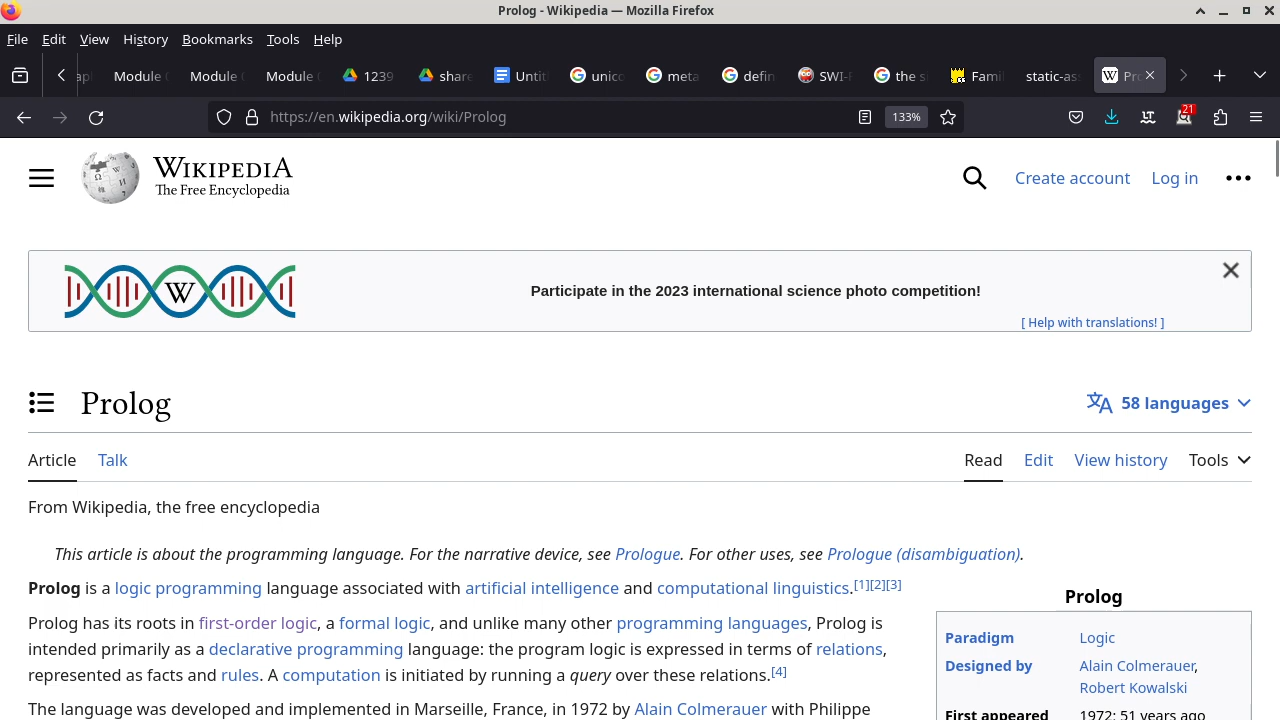 Prolog - Wikipedia — Mozilla Firefox
File Edit View History Bookmarks Tools Help
Module Module Module 1239 share Unti unico meta defin SWI- the s Fami static-as Pr
https://en.wikipedia.org/wiki/Prolog 133% 21
WIKIPEDIA
The Free Encyclopedia
Create account Log in
W Participate in the 2023 international science photo competition!
[ Help with translations! ]
Prolog 58 languages
Article Talk Read Edit View history Tools
From Wikipedia, the free encyclopedia
This article is about the programming language. For the narrative device, see Prologue. For other uses, see Prologue (disambiguation).
Prolog is a logic programming language associated with artificial intelligence and computational linguistics.[1][2][3]
Prolog has its roots in first-order logic, a formal logic, and unlike many other programming languages, Prolog is
intended primarily as a declarative programming language: the program logic is expressed in terms of relations,
represented as facts and rules. A computation is initiated by running a query over these relations.[4]
The language was developed and implemented in Marseille, France, in 1972 by Alain Colmerauer with Philippe
Prolog
Paradigm Logic
Designed by Alain Colmerauer,
Robert Kowalski
First appeared 1972; 51 years ago